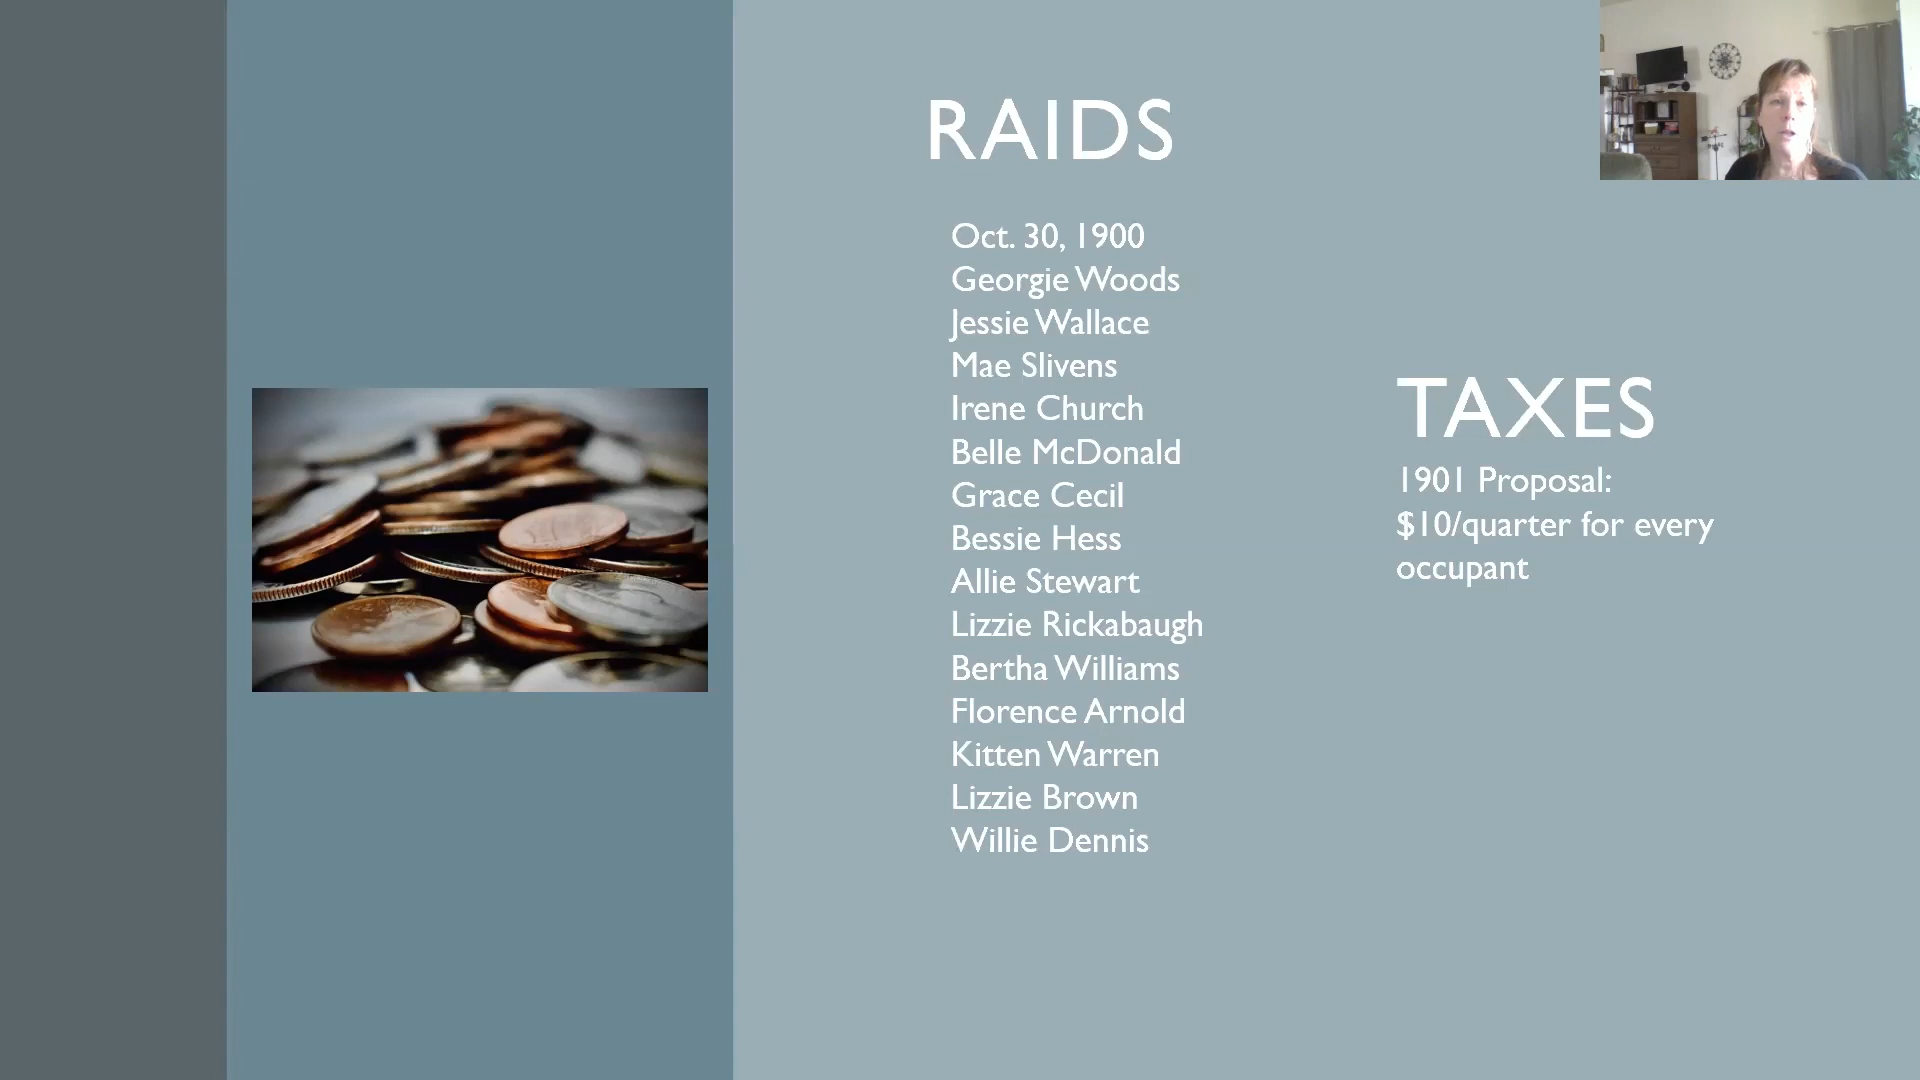 RAIDS
Oct. 30, 1900
Georgie Woods
Jessie Wallace
Mae Slivens
Irene Church
Belle McDonald
Grace Cecil
Bessie Hess
Allie Stewart
Lizzie Rickabaugh
Bertha Williams
Florence Arnold
Kitten Warren
Lizzie Brown
Willie Dennis
TAXES
1901 Proposal:
$10/quarter for every
occupant